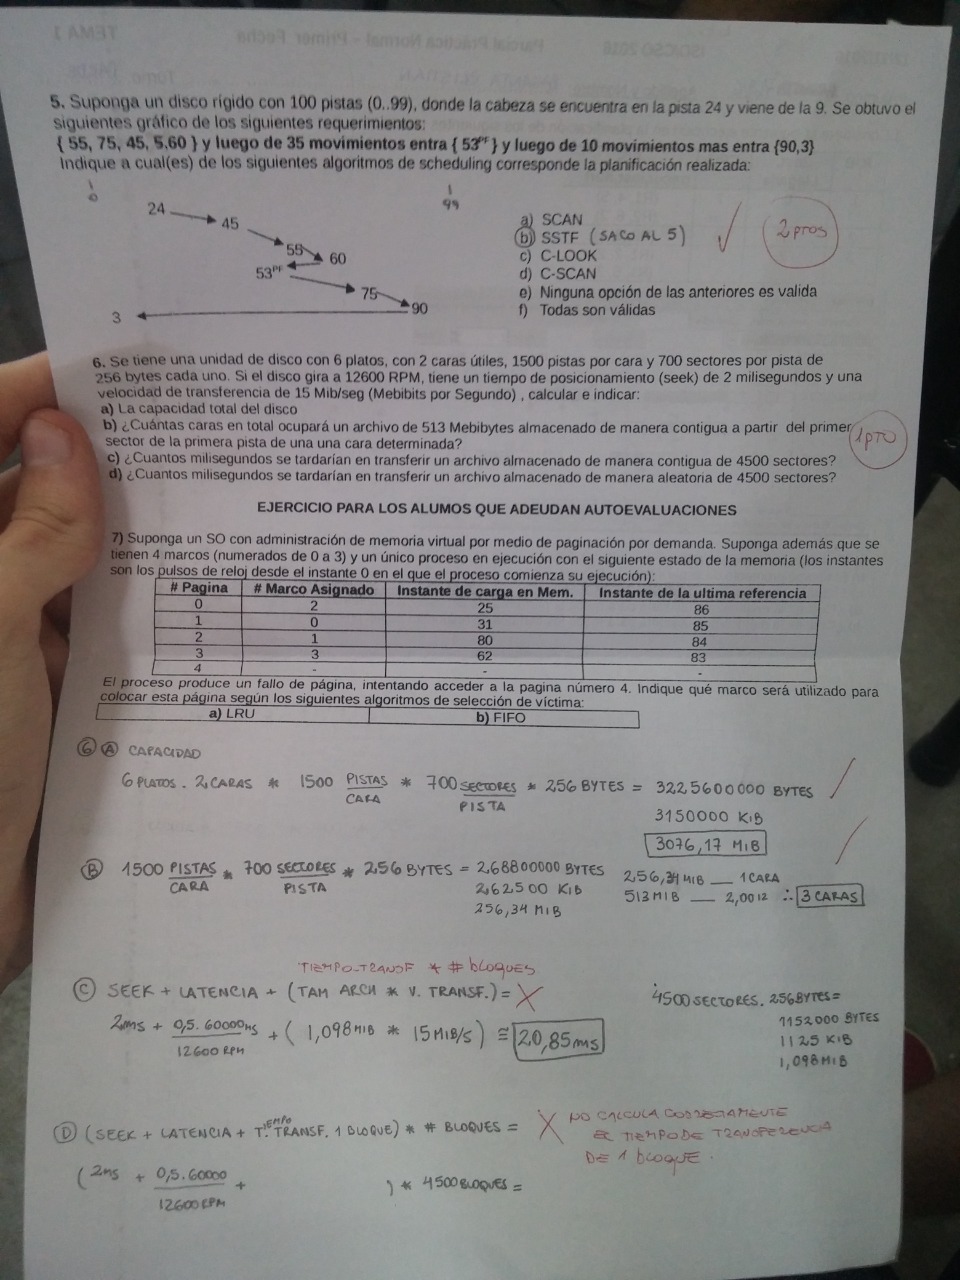 TEMA 1
5. Suponga un disco rígido con 100 pistas (0..99), donde la cabeza se encuentra en la pista 24 y viene de la 9. Se obtuvo el
siguientes gráfico de los siguientes requerimientos:
{ 55, 75, 45, 5,60 } y luego de 35 movimientos entra { 53PF } y luego de 10 movimientos mas entra {90,3}
Indique a cual(es) de los siguientes algoritmos de scheduling corresponde la planificación realizada:
0
99
24
45
55
60
53PF
75
90
3
a) SCAN
b) SSTF (SACO AL 5)
c) C-LOOK
d) C-SCAN
e) Ninguna opción de las anteriores es valida
f) Todas son válidas
2 ptos
6. Se tiene una unidad de disco con 6 platos, con 2 caras útiles, 1500 pistas por cara y 700 sectores por pista de
256 bytes cada uno. Si el disco gira a 12600 RPM, tiene un tiempo de posicionamiento (seek) de 2 milisegundos y una
velocidad de transferencia de 15 Mib/seg (Mebibits por Segundo) , calcular e indicar:
a) La capacidad total del disco
b) ¿Cuántas caras en total ocupará un archivo de 513 Mebibytes almacenado de manera contigua a partir del primer
sector de la primera pista de una una cara determinada?
c) ¿Cuantos milisegundos se tardarían en transferir un archivo almacenado de manera contigua de 4500 sectores?
d) ¿Cuantos milisegundos se tardarían en transferir un archivo almacenado de manera aleatoria de 4500 sectores?
1 PTO
EJERCICIO PARA LOS ALUMOS QUE ADEUDAN AUTOEVALUACIONES
7) Suponga un SO con administración de memoria virtual por medio de paginación por demanda. Suponga además que se
tienen 4 marcos (numerados de 0 a 3) y un único proceso en ejecución con el siguiente estado de la memoria (los instantes
son los pulsos de reloj desde el instante 0 en el que el proceso comienza su ejecución):
# Pagina # Marco Asignado Instante de carga en Mem. Instante de la ultima referencia
0 2 25 86
1 0 31 85
2 1 80 84
3 3 62 83
4 - - -
El proceso produce un fallo de página, intentando acceder a la pagina número 4. Indique qué marco será utilizado para
colocar esta página según los siguientes algoritmos de selección de víctima:
a) LRU b) FIFO
6 A CAPACIDAD
6 PLATOS . 2 CARAS * 1500 PISTAS/CARA * 700 SECTORES/PISTA * 256 BYTES = 3225600000 BYTES
3150000 KiB
3076,17 MiB
B 1500 PISTAS/CARA * 700 SECTORES/PISTA * 256 BYTES = 268800000 BYTES
262500 KiB
256,34 MiB
256,34 MiB __ 1 CARA
513 MiB __ 2,0012 ∴ 3 CARAS
TIEMPO TRANSF * # bloques
C SEEK + LATENCIA + (TAM ARCH * V. TRANSF.) =
2ms + 0,5. 60000ms/12600 RPM + (1,098 MiB * 15 MiB/s) ≅ 20,85 ms
4500 SECTORES. 256 BYTES =
1152000 BYTES
1125 KiB
1,098 MiB
D (SEEK + LATENCIA + TIEMPO TRANSF. 1 BLOQUE) * # BLOQUES =
NO CALCULA CORRECTAMENTE
EL TIEMPO DE TRANSFERENCIA
DE 1 bloque.
(2ms + 0,5.60000/12600 RPM + ) * 4500 BLOQUES =